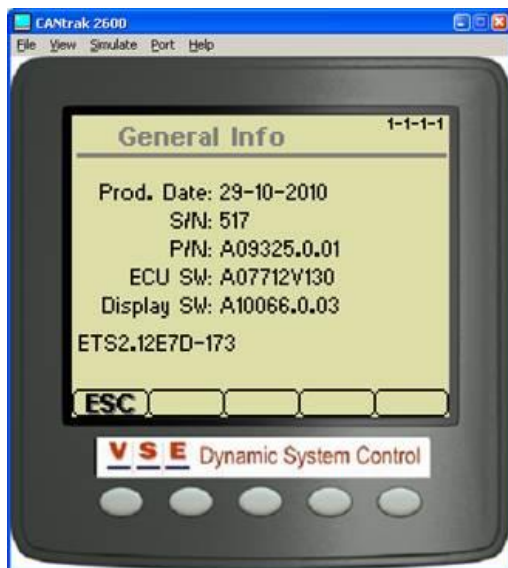 CANtrak 2600
File View Simulate Port Help
General Info
1-1-1-1
Prod. Date: 29-10-2010
S/N: 517
P/N: A09325.0.01
ECU SW: A07712V130
Display SW: A10066.0.03
ETS2.12E7D-173
ESC
VSE Dynamic System Control